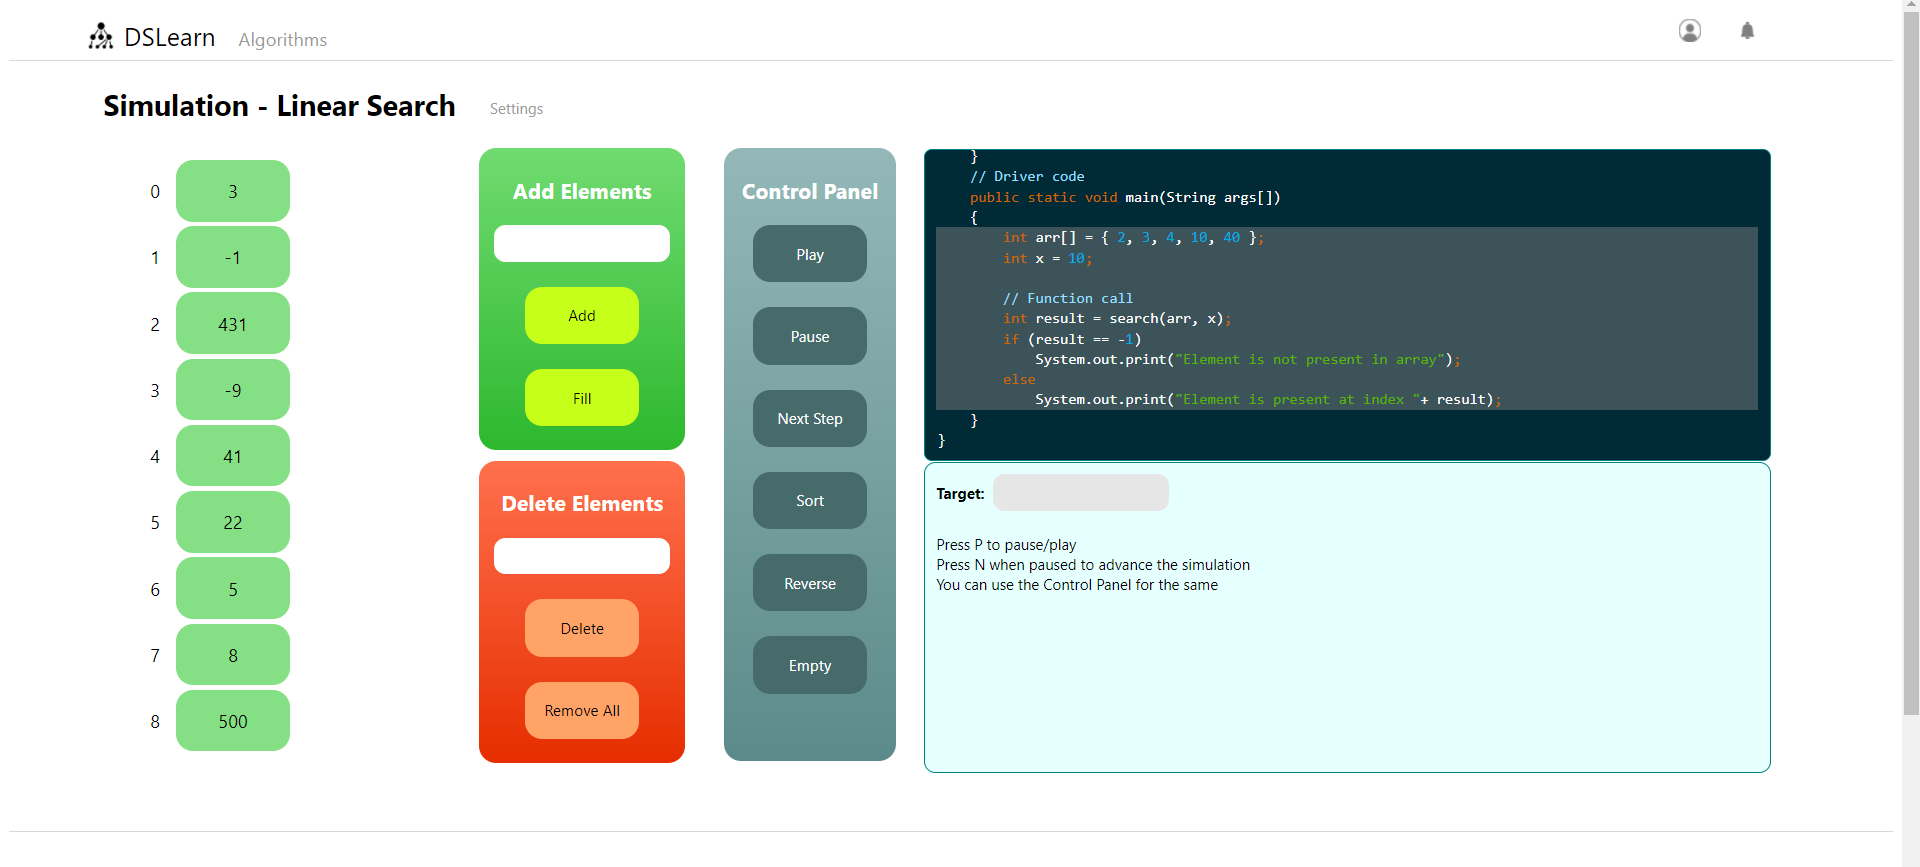 DSLearn Algorithms
Simulation - Linear Search Settings
0 3
1 -1
2 431
3 -9
4 41
5 22
6 5
7 8
8 500
Add Elements
Add
Fill
Delete Elements
Delete
Remove All
Control Panel
Play
Pause
Next Step
Sort
Reverse
Empty
}
// Driver code
public static void main(String args[])
{
int arr[] = { 2, 3, 4, 10, 40 };
int x = 10;
// Function call
int result = search(arr, x);
if (result == -1)
System.out.print("Element is not present in array");
else
System.out.print("Element is present at index "+ result);
}
}
Target:
Press P to pause/play
Press N when paused to advance the simulation
You can use the Control Panel for the same